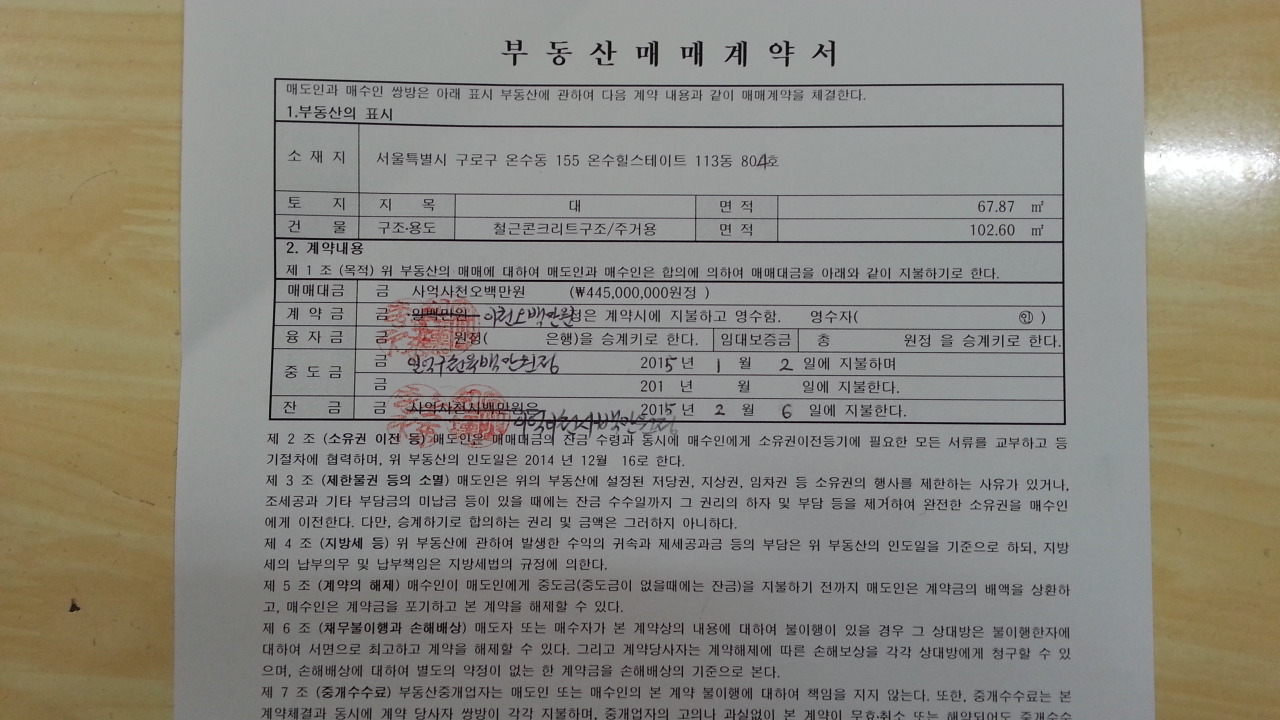 부동산매매계약서
매도인과 매수인 쌍방은 아래 표시 부동산에 관하여 다음 계약 내용과 같이 매매계약을 체결한다.
1.부동산의 표시
소 재 지 서울특별시 구로구 온수동 155 온수힐스테이트 113동 804호
토 지 지 목 대 면 적 67.87 ㎡
건 물 구조·용도 철근콘크리트구조/주거용 면 적 102.60 ㎡
2. 계약내용
제 1 조 (목적) 위 부동산의 매매에 대하여 매도인과 매수인은 합의에 의하여 매매대금을 아래와 같이 지불하기로 한다.
매매대금 금 사억사천오백만원 (₩445,000,000원정 )
계 약 금 금 일백만원 이천오백만원정은 계약시에 지불하고 영수함. 영수자( ㊞ )
융 자 금 금 원정( 은행)을 승계키로 한다. 임대보증금 총 원정 을 승계키로 한다.
중 도 금 금 일억구천육백만원정 2015 년 1 월 2 일에 지불하며
금 201 년 월 일에 지불한다.
잔 금 금 사억사천사백만원은 2015 년 2 월 6 일에 지불한다.
제 2 조 (소유권 이전 등) 매도인은 매매대금의 잔금 수령과 동시에 매수인에게 소유권이전등기에 필요한 모든 서류를 교부하고 등
기절차에 협력하며, 위 부동산의 인도일은 2014 년 12월 16로 한다.
제 3 조 (제한물권 등의 소멸) 매도인은 위의 부동산에 설정된 저당권, 지상권, 임차권 등 소유권의 행사를 제한하는 사유가 있거나,
조세공과 기타 부담금의 미납금 등이 있을 때에는 잔금 수수일까지 그 권리의 하자 및 부담 등을 제거하여 완전한 소유권을 매수인
에게 이전한다. 다만, 승계하기로 합의하는 권리 및 금액은 그러하지 아니하다.
제 4 조 (지방세 등) 위 부동산에 관하여 발생한 수익의 귀속과 제세공과금 등의 부담은 위 부동산의 인도일을 기준으로 하되, 지방
세의 납부의무 및 납부책임은 지방세법의 규정에 의한다.
제 5 조 (계약의 해제) 매수인이 매도인에게 중도금(중도금이 없을때에는 잔금)을 지불하기 전까지 매도인은 계약금의 배액을 상환하
고, 매수인은 계약금을 포기하고 본 계약을 해제할 수 있다.
제 6 조 (채무불이행과 손해배상) 매도자 또는 매수자가 본 계약상의 내용에 대하여 불이행이 있을 경우 그 상대방은 불이행한자에
대하여 서면으로 최고하고 계약을 해제할 수 있다. 그리고 계약당사자는 계약해제에 따른 손해보상을 각각 상대방에게 청구할 수 있
으며, 손해배상에 대하여 별도의 약정이 없는 한 계약금을 손해배상의 기준으로 본다.
제 7 조 (중개수수료) 부동산중개업자는 매도인 또는 매수인의 본 계약 불이행에 대하여 책임을 지지 않는다. 또한, 중개수수료는 본
계약체결과 동시에 계약 당사자 쌍방이 각각 지불하며, 중개업자의 고의나 과실없이 본 계약이 무효·취소 또는 해약되어도 중개수수